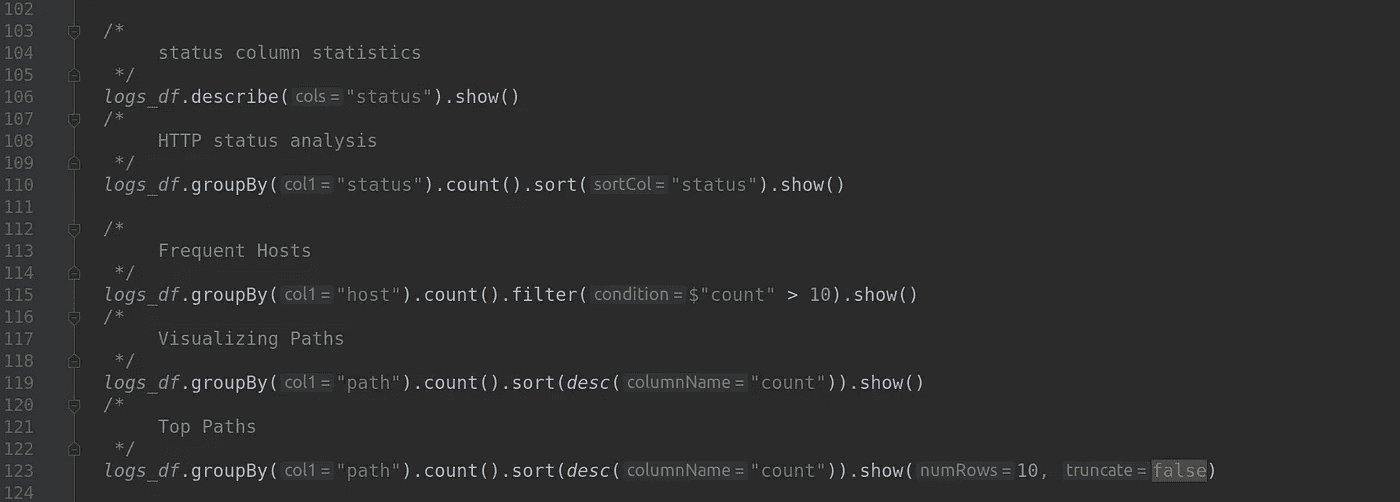 102
103 /*
104 status column statistics
105 */
106 logs_df.describe( cols = "status").show()
107 /*
108 HTTP status analysis
109 */
110 logs_df.groupBy( col1 = "status").count().sort( sortCol = "status").show()
111
112 /*
113 Frequent Hosts
114 */
115 logs_df.groupBy( col1 = "host").count().filter( condition = $"count" > 10).show()
116 /*
117 Visualizing Paths
118 */
119 logs_df.groupBy( col1 = "path").count().sort(desc( columnName = "count")).show()
120 /*
121 Top Paths
122 */
123 logs_df.groupBy( col1 = "path").count().sort(desc( columnName = "count")).show( numRows = 10, truncate = false)
124